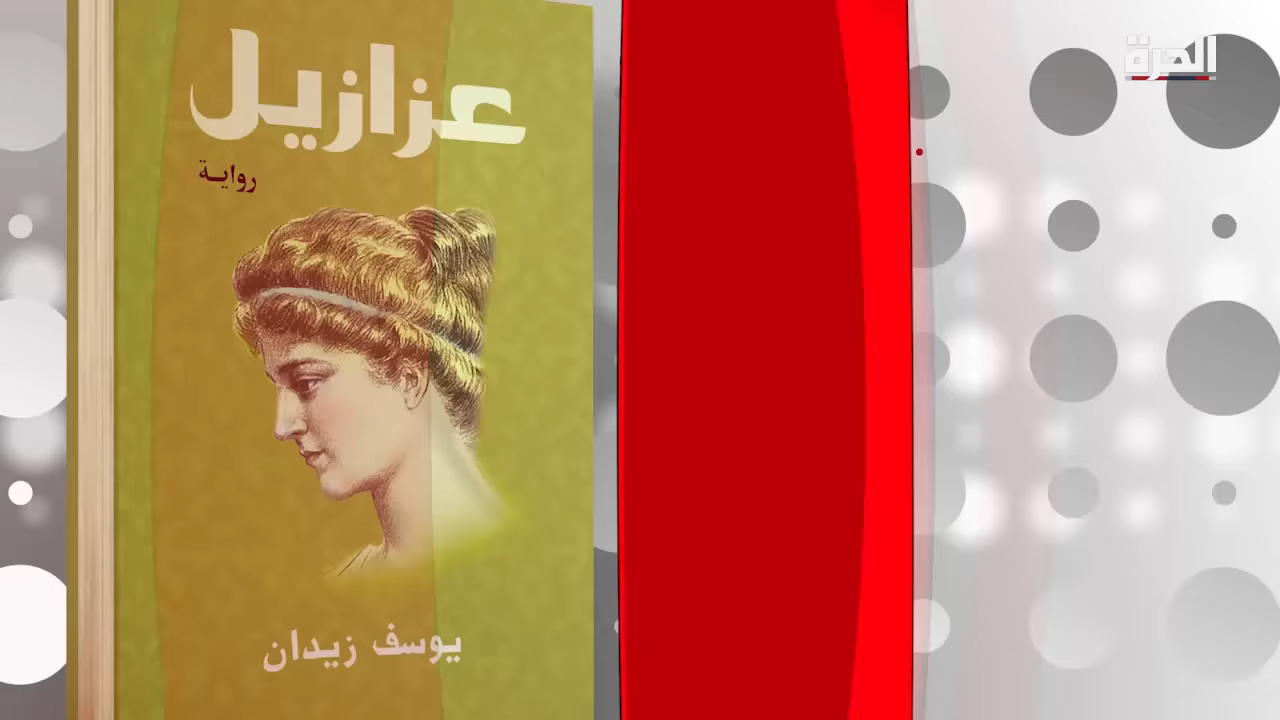 الحرة
عزازيل
رواية
يوسف زيدان